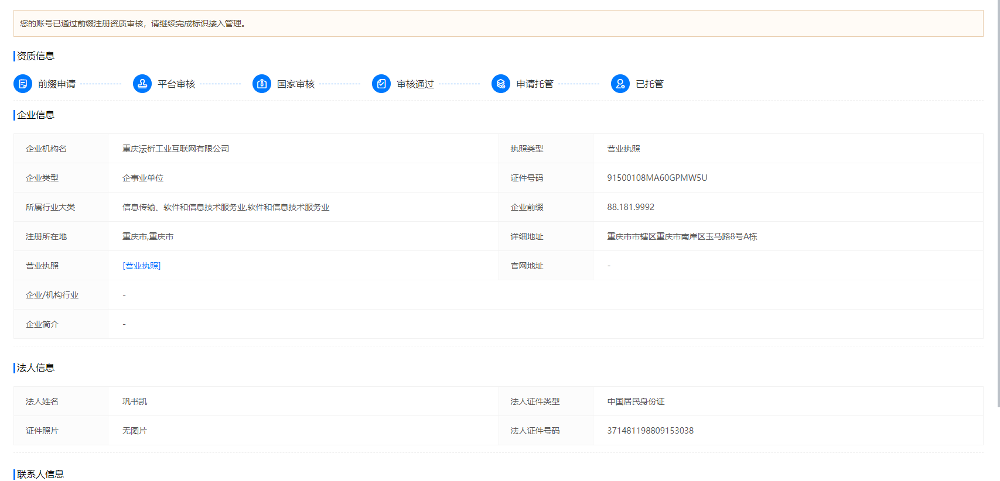 您的账号已通过前缀注册资质审核，请继续完成标识接入管理。
资质信息
前缀申请 平台审核 国家审核 审核通过 申请托管 已托管
企业信息
企业机构名 重庆沄析工业互联网有限公司 执照类型 营业执照
企业类型 企事业单位 证件号码 91500108MA60GPMW5U
所属行业大类 信息传输、软件和信息技术服务业,软件和信息技术服务业 企业前缀 88.181.9992
注册所在地 重庆市,重庆市 详细地址 重庆市市辖区重庆市南岸区玉马路8号A栋
营业执照 [营业执照] 官网地址 -
企业/机构行业 -
企业简介 -
法人信息
法人姓名 巩书凯 法人证件类型 中国居民身份证
证件照片 无图片 法人证件号码 371481198809153038
联系人信息